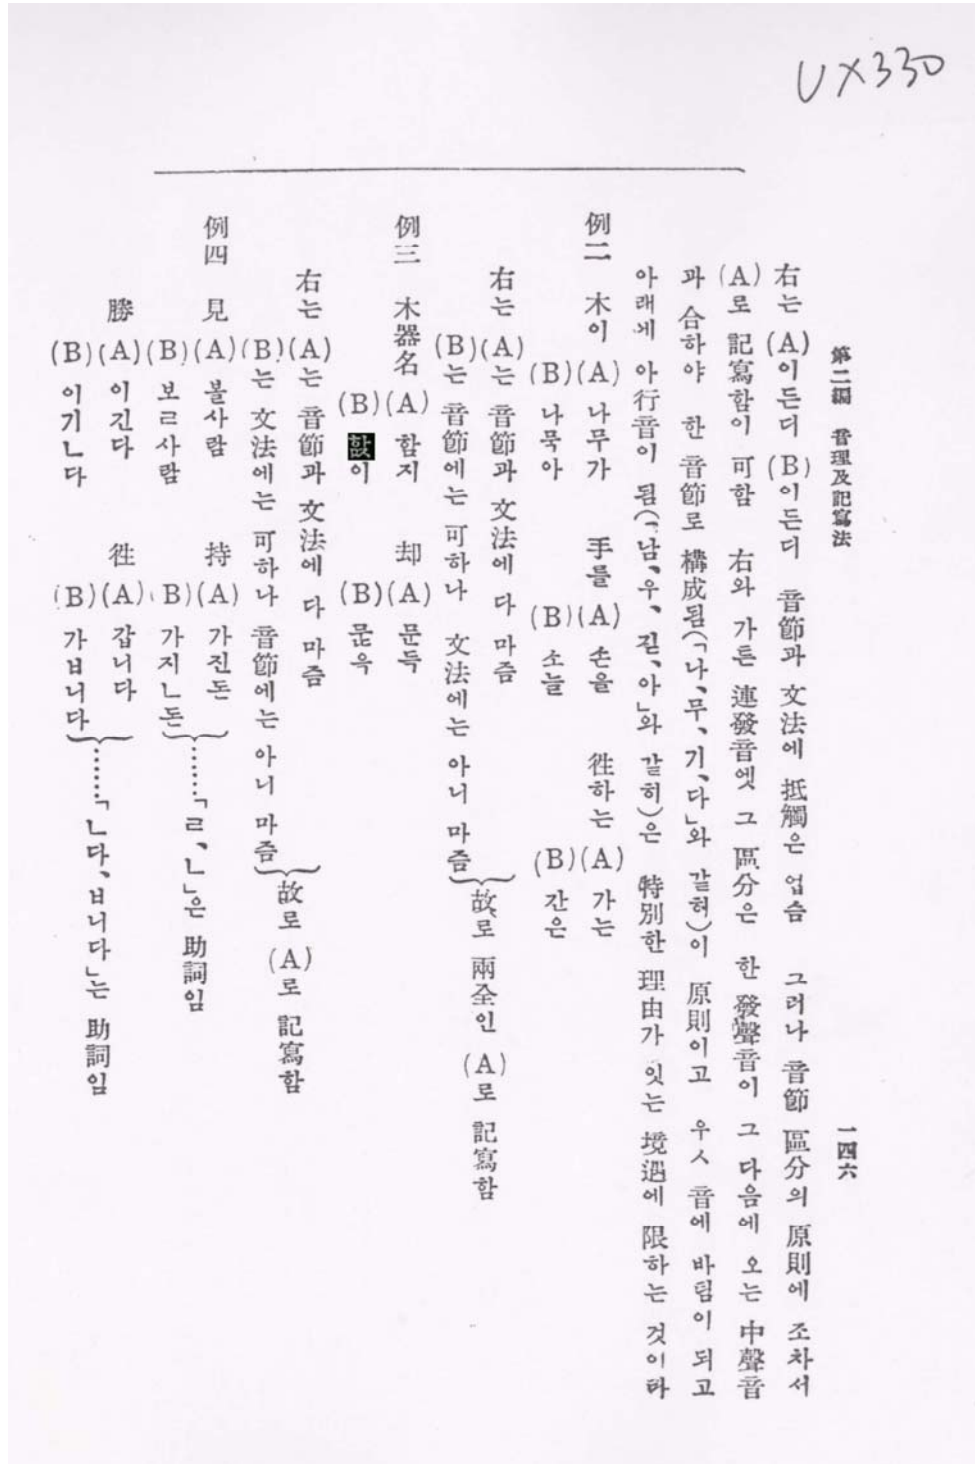 UX330
第二編 音理及記寫法
一四六
右는 (A)이든디 (B)이든디 音節과 文法에 抵觸은 업슴 그러나 音節 區分의 原則에 조차서
(A)로 記寫함이 可함 右와 가튼 連發音엣 그 區分은 한 發聲音이 그 다음에 오는 中聲音
과 合하야 한 音節로 構成됨(「나、무、기、다」와 갈혀)이 原則이고 우ㅅ 音에 바팀이 되고
아래에 아行音이 됨(「남、우、긷、아」와 갈히)은 特別한 理由가 잇는 境遇에 限하는 것이타
例二 木이 (A) 나무가 手를 (A) 손을 徃하는 (A) 가는
(B) 나묵아 (B) 소늘 (B) 간은
右는 (A)는 音節과 文法에 다 마즘
(B)는 音節에는 可하나 文法에는 아니 마즘
故로 兩全인 (A)로 記寫함
例三 木器名 (A) 함지 却 (A) 문득
(B) 이 (B) 묻윽
右는 (A)는 音節과 文法에 다 마즘
(B)는 文法에는 可하나 音節에는 아니 마즘
故로 (A)로 記寫함
例四 見 (A) 볼사람 持 (A) 가진돈
(B) 보ㄹ사람 (B) 가지ㄴ돈
……「ㄹ、ㄴ」은 助詞임
勝 (A) 이긴다 徃 (A) 갑니다
(B) 이기ㄴ다 (B) 가ㅂ니다
……「ㄴ다、ㅂ니다」는 助詞임